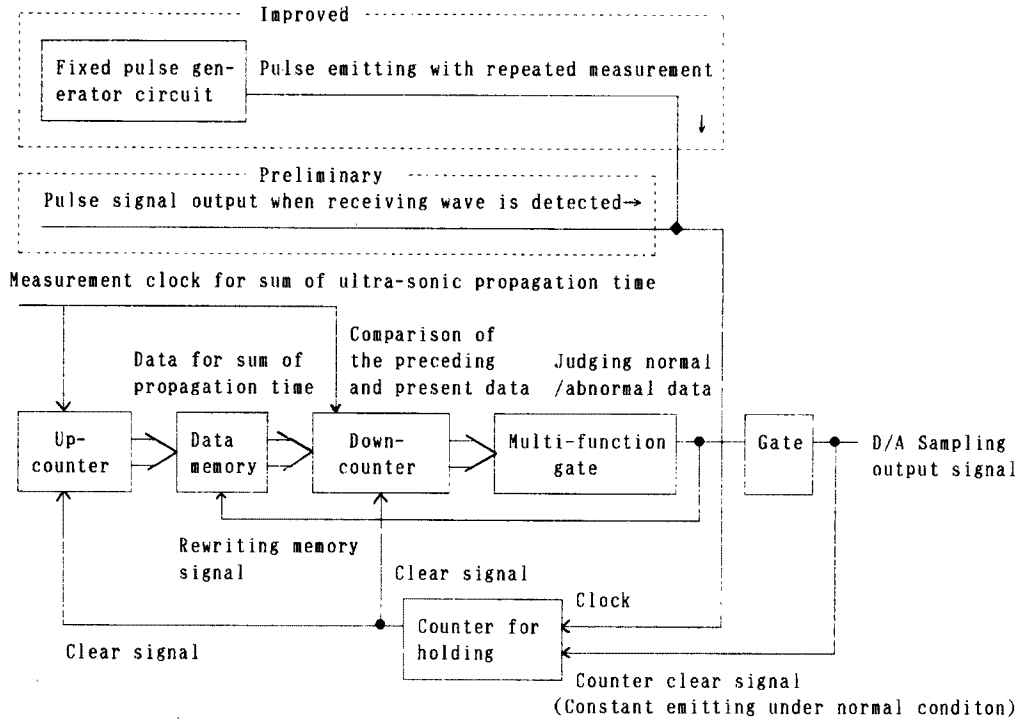 Improved
Fixed pulse gen-
erator circuit
Pulse emitting with repeated measurement
Preliminary
Pulse signal output when receiving wave is detected→
Measurement clock for sum of ultra-sonic propagation time
Data for sum of
propagation time
Comparison of
the preceding
and present data
Judging normal
/abnormal data
Up-
counter
Data
memory
Down-
counter
Multi-function
gate
Gate
D/A Sampling
output signal
Rewriting memory
signal
Clear signal
Clear signal
Counter for
holding
Clock
Counter clear signal
(Constant emitting under normal conditon)